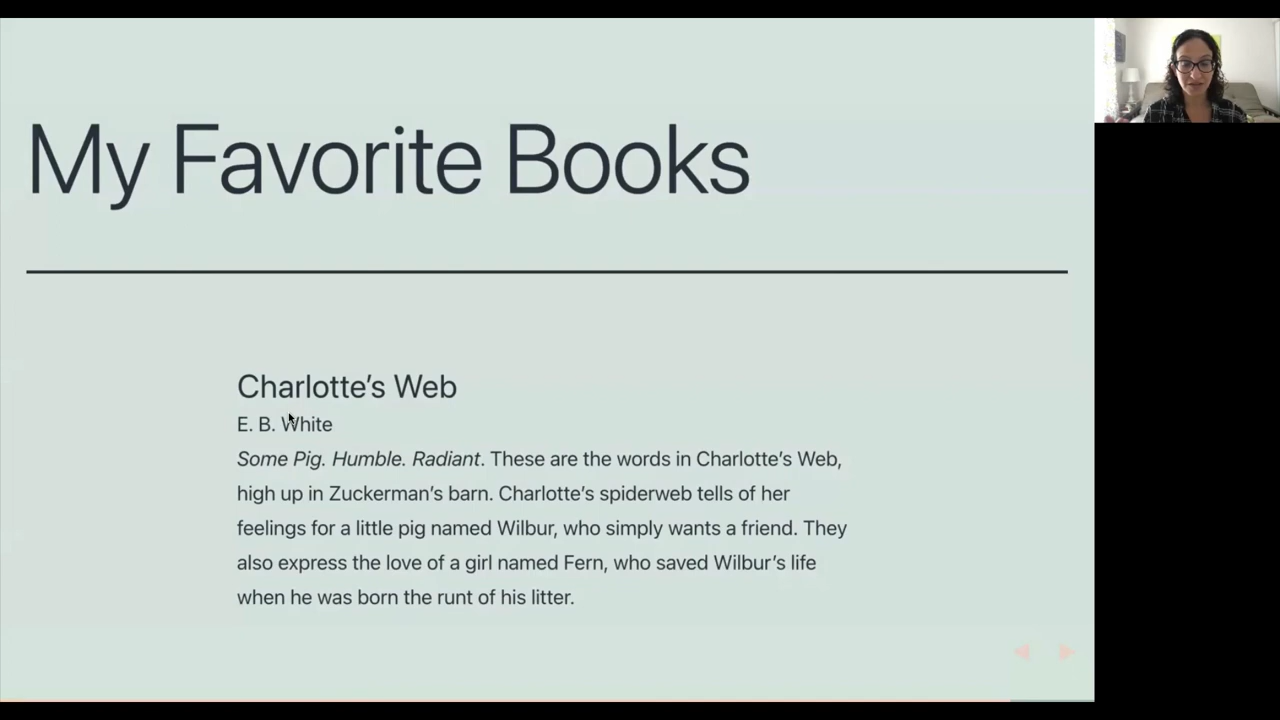 My Favorite Books
Charlotte’s Web
E. B. White
Some Pig. Humble. Radiant. These are the words in Charlotte’s Web,
high up in Zuckerman’s barn. Charlotte’s spiderweb tells of her
feelings for a little pig named Wilbur, who simply wants a friend. They
also express the love of a girl named Fern, who saved Wilbur’s life
when he was born the runt of his litter.